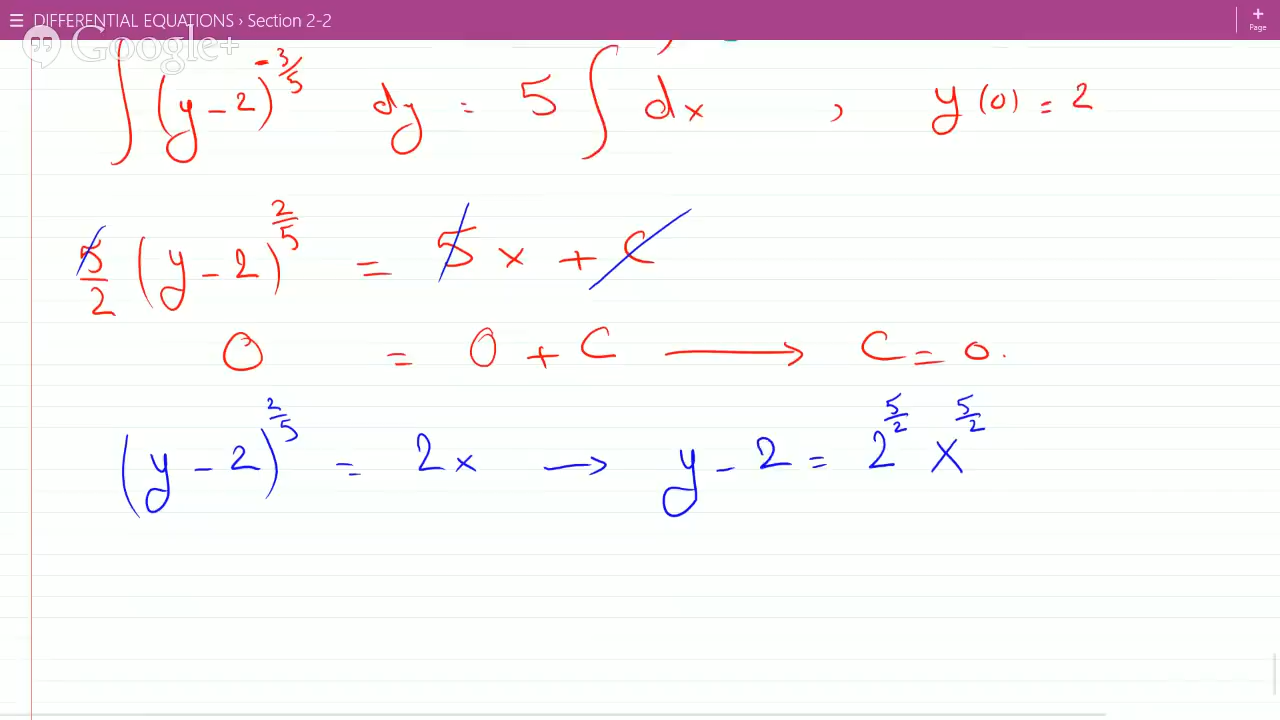 ☰ DIFFERENTIAL EQUATIONS › Section 2-2
+ Page
Google+
∫ (y-2)^{-3/5} dy = 5 ∫ dx , y(0) = 2
5/2 (y-2)^{2/5} = 5x + C
0 = 0 + C ⟶ C = 0.
(y-2)^{2/5} = 2x ⟶ y-2 = 2^{5/2} x^{5/2}